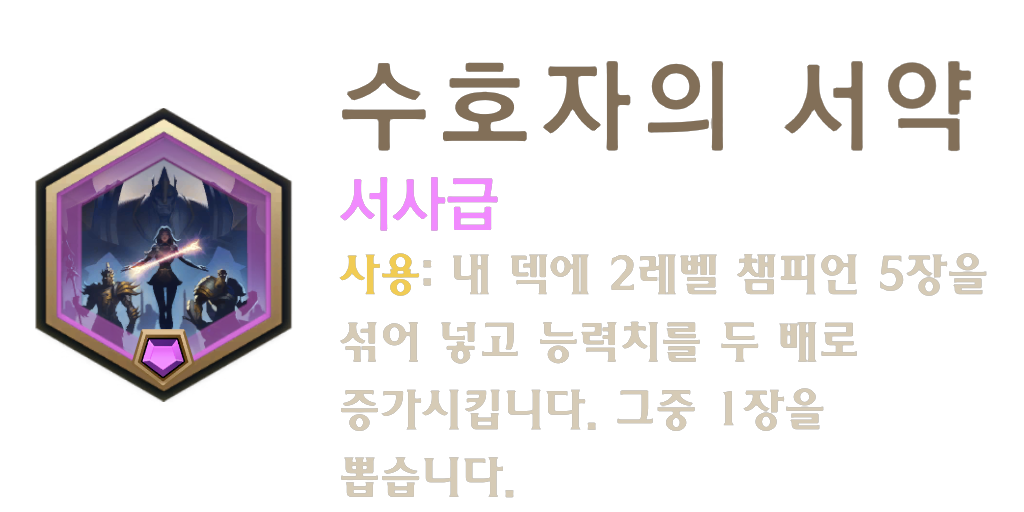 수호자의 서약
서사급
사용: 내 덱에 2레벨 챔피언 5장을
섞어 넣고 능력치를 두 배로
증가시킵니다. 그중 1장을
뽑습니다.